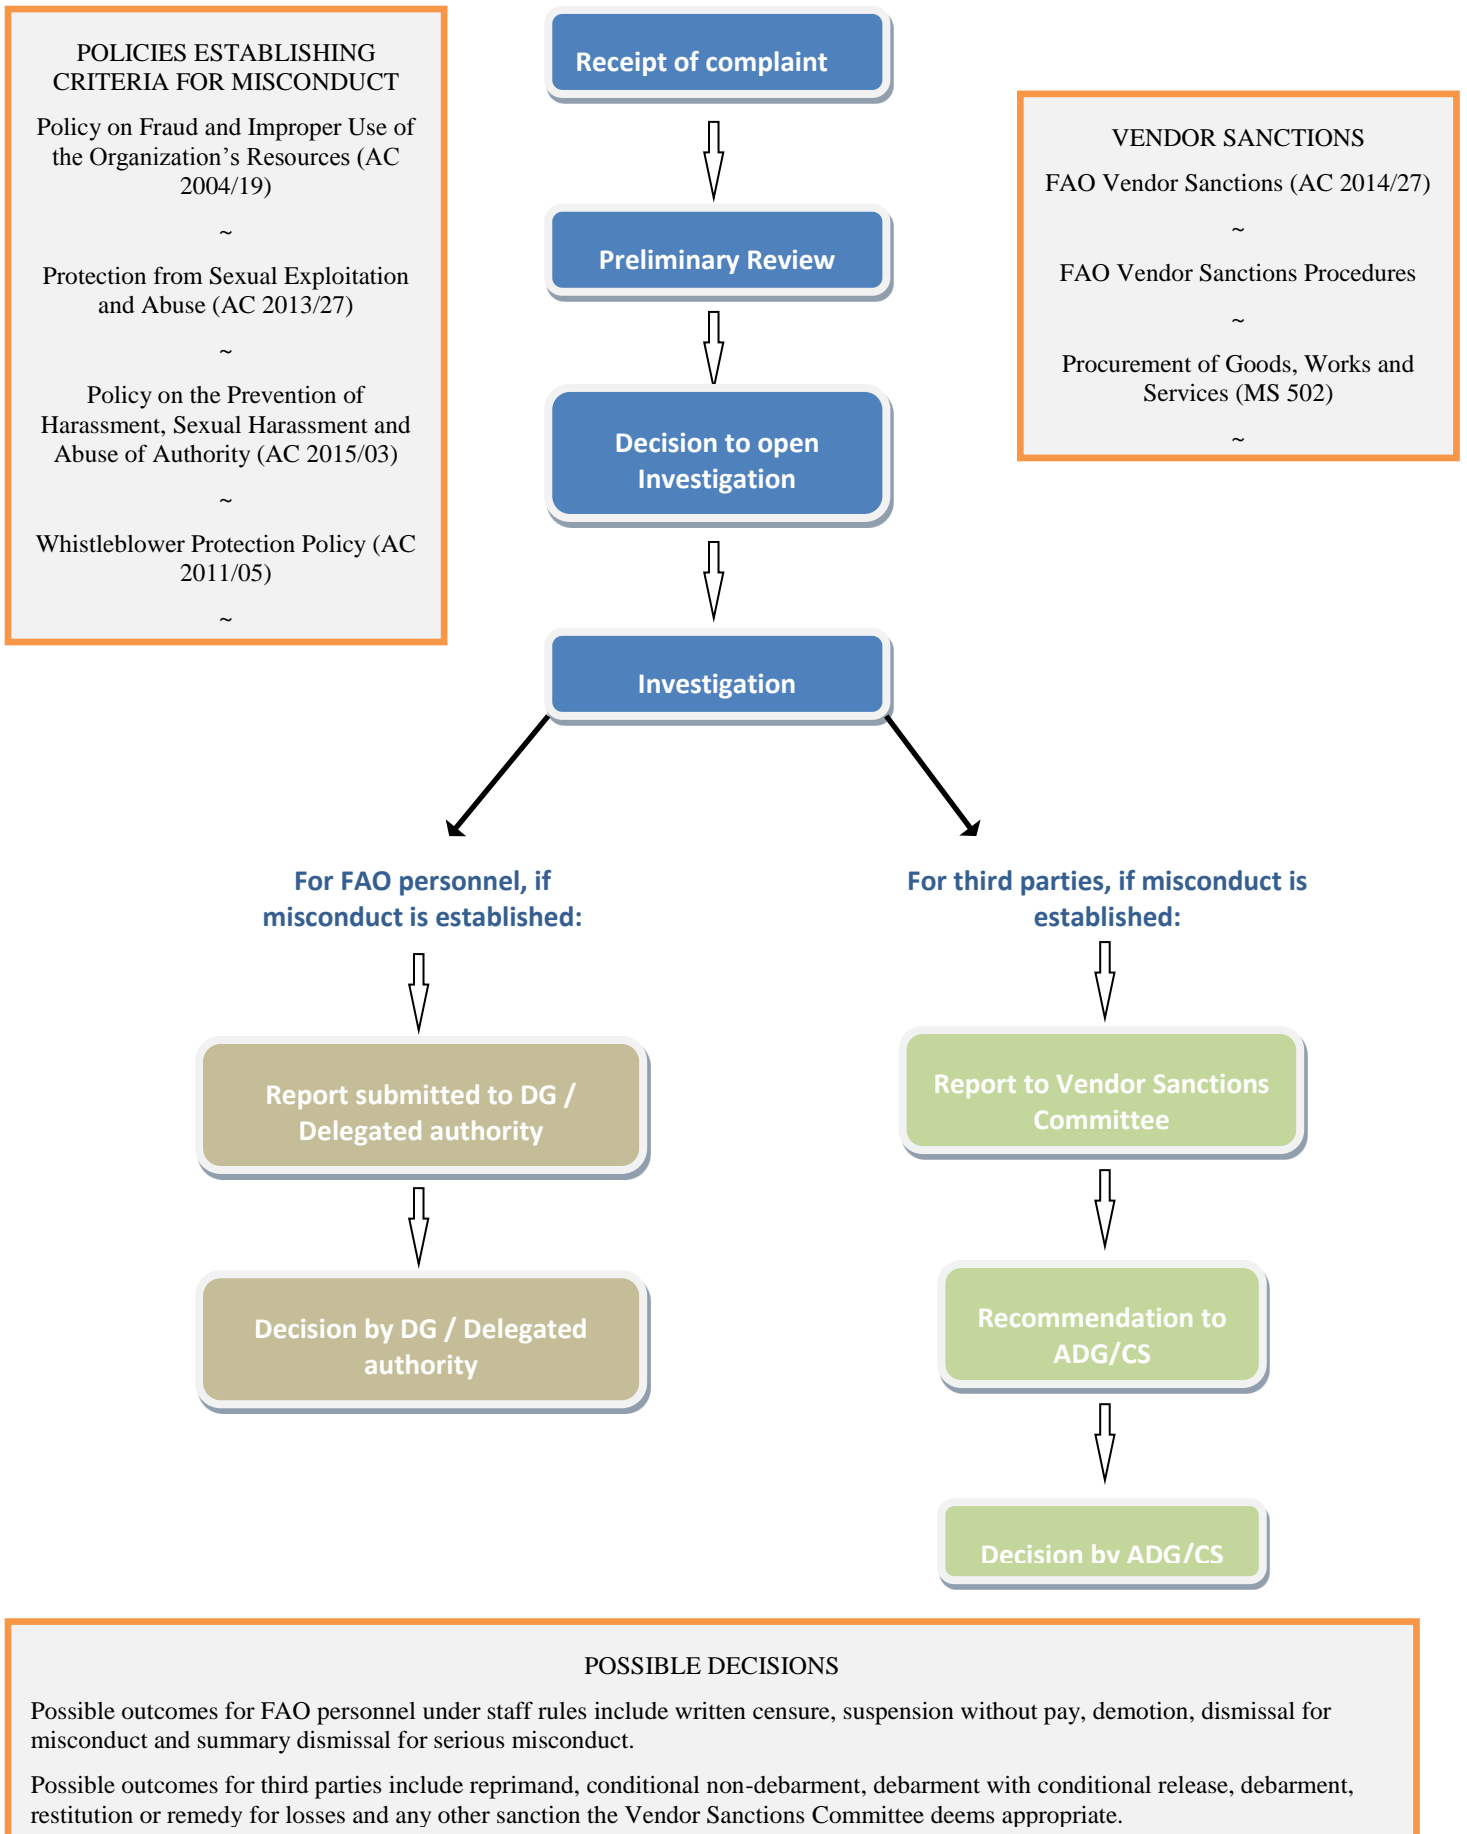 POLICIES ESTABLISHING
CRITERIA FOR MISCONDUCT
Policy on Fraud and Improper Use of
the Organization’s Resources (AC
2004/19)
~
Protection from Sexual Exploitation
and Abuse (AC 2013/27)
~
Policy on the Prevention of
Harassment, Sexual Harassment and
Abuse of Authority (AC 2015/03)
~
Whistleblower Protection Policy (AC
2011/05)
~
Receipt of complaint
Preliminary Review
Decision to open
Investigation
Investigation
VENDOR SANCTIONS
FAO Vendor Sanctions (AC 2014/27)
~
FAO Vendor Sanctions Procedures
~
Procurement of Goods, Works and
Services (MS 502)
~
For FAO personnel, if
misconduct is established:
Report submitted to DG /
Delegated authority
Decision by DG / Delegated
authority
For third parties, if misconduct is
established:
Report to Vendor Sanctions
Committee
Recommendation to
ADG/CS
Decision by ADG/CS
POSSIBLE DECISIONS
Possible outcomes for FAO personnel under staff rules include written censure, suspension without pay, demotion, dismissal for
misconduct and summary dismissal for serious misconduct.
Possible outcomes for third parties include reprimand, conditional non-debarment, debarment with conditional release, debarment,
restitution or remedy for losses and any other sanction the Vendor Sanctions Committee deems appropriate.